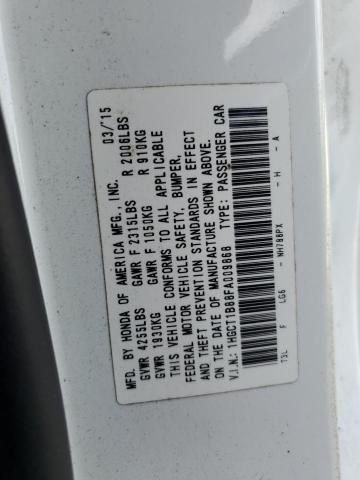 03/'15
MFD. BY HONDA OF AMERICA MFG., INC.
GVWR 4255LBS GAWR F 2315LBS R 2006LBS
GVWR 1930KG GAWR F 1050KG R 910KG
THIS VEHICLE CONFORMS TO ALL APPLICABLE
FEDERAL MOTOR VEHICLE SAFETY, BUMPER,
AND THEFT PREVENTION STANDARDS IN EFFECT
ON THE DATE OF MANUFACTURE SHOWN ABOVE.
V.I.N.: 1HGCT1B88FA009868 TYPE: PASSENGER CAR
T3L F LG6 - NH788PX - H - A